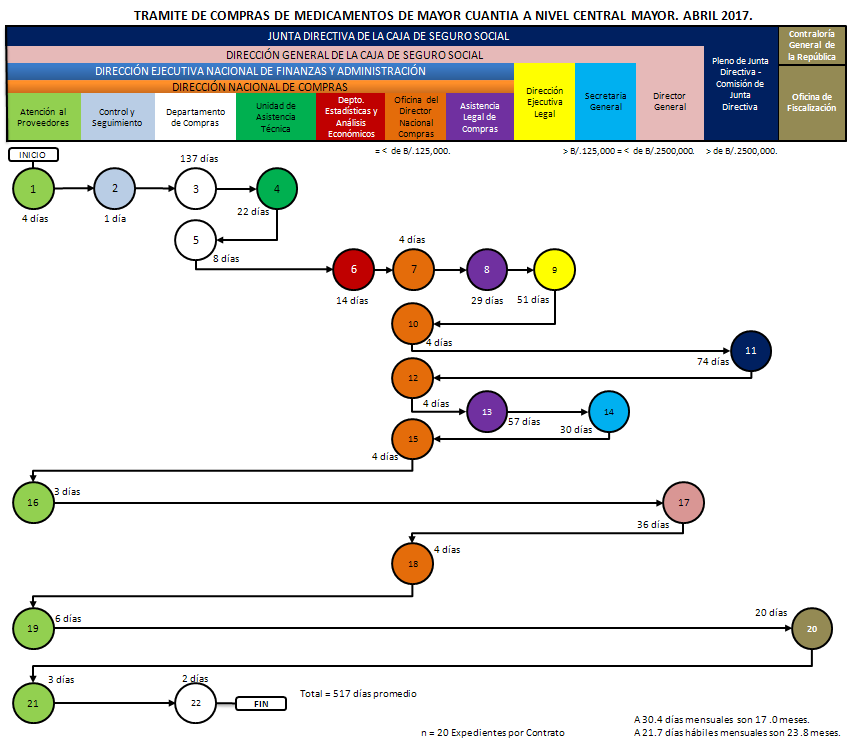 TRAMITE DE COMPRAS DE MEDICAMENTOS DE MAYOR CUANTIA A NIVEL CENTRAL MAYOR. ABRIL 2017.
JUNTA DIRECTIVA DE LA CAJA DE SEGURO SOCIAL
DIRECCIÓN GENERAL DE LA CAJA DE SEGURO SOCIAL
DIRECCIÓN EJECUTIVA NACIONAL DE FINANZAS Y ADMINISTRACIÓN
DIRECCIÓN NACIONAL DE COMPRAS
Atención al
Proveedores
Control y
Seguimiento
Departamento
de Compras
Unidad de
Asistencia
Técnica
Depto.
Estadísticas y
Análisis
Económicos
Oficina del
Director
Nacional
Compras
Asistencia
Legal de
Compras
Dirección
Ejecutiva
Legal
Secretaria
General
Director
General
Pleno de Junta
Directiva -
Comisión de
Junta
Directiva
Contraloría
General de
la República
Oficina de
Fiscalización
= < de B/.125,000.
> B/.125,000 = < de B/.2500,000.
> de B/.2500,000.
INICIO
1
4 días
2
1 día
137 días
3
4
22 días
5
8 días
6
14 días
4 días
7
8
29 días
9
51 días
10
4 días
11
74 días
12
4 días
13
57 días
14
30 días
15
4 días
16
3 días
17
36 días
18
4 días
19
6 días
20 días
20
21
3 días
2 días
22
FIN
Total = 517 días promedio
n = 20 Expedientes por Contrato
A 30.4 días mensuales son 17 .0 meses.
A 21.7 días hábiles mensuales son 23 .8 meses.